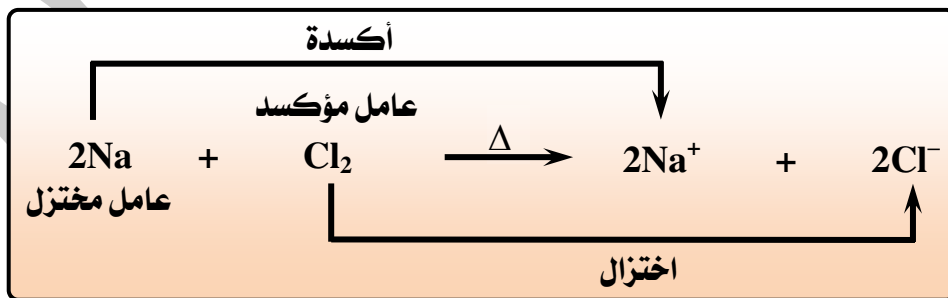 أكسدة
عامل مؤكسد
2Na + Cl₂ Δ 2Na⁺ + 2Cl⁻
عامل مختزل
اختزال